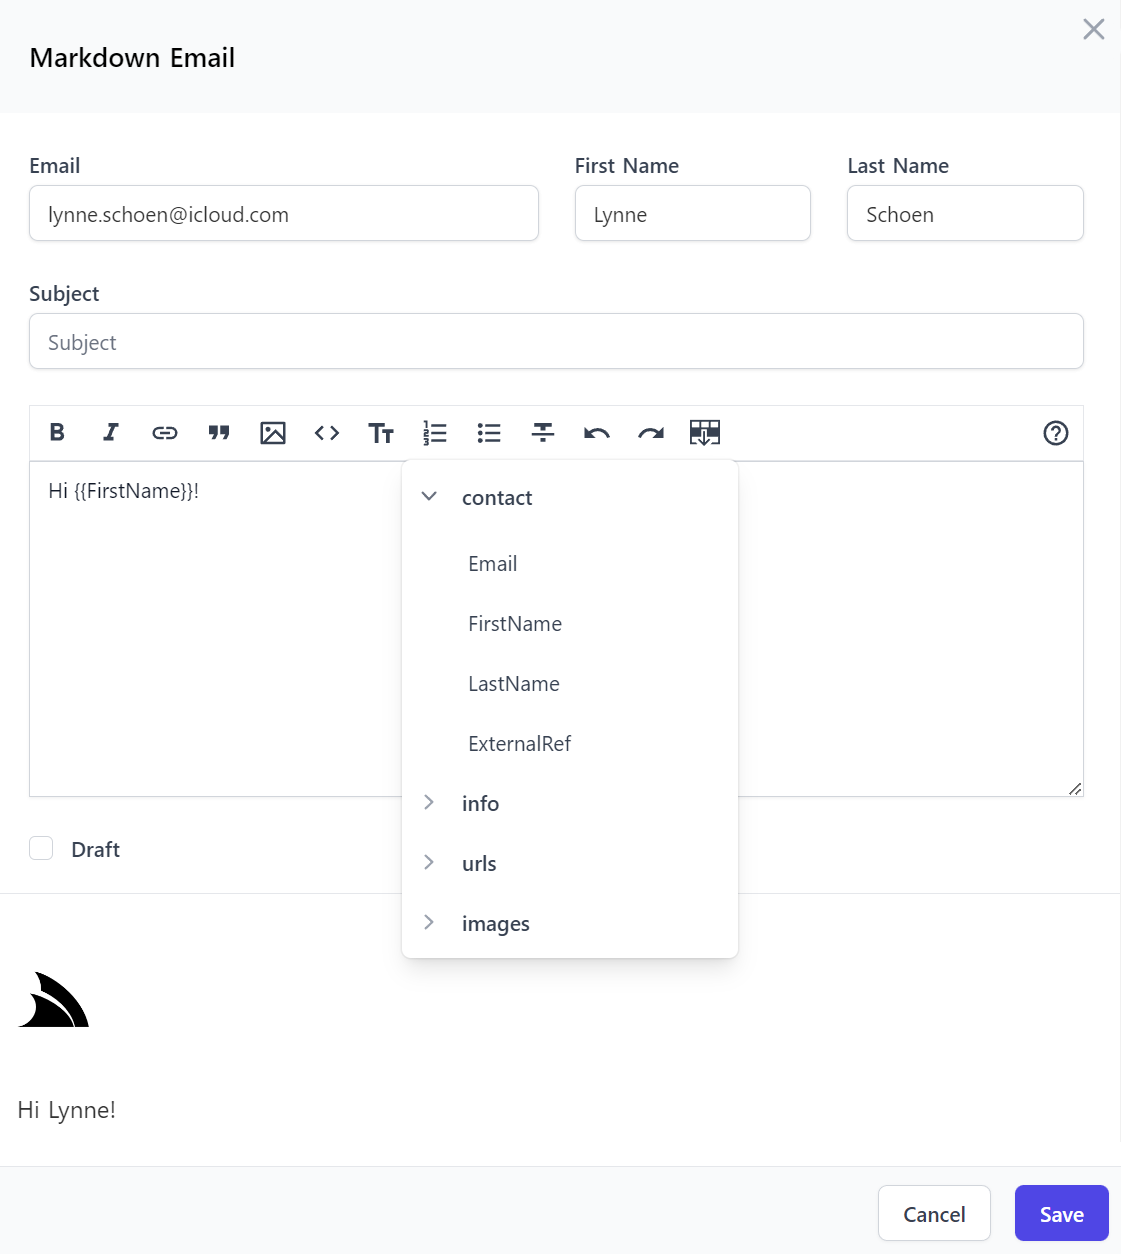 Markdown Email
Email
First Name
Last Name
lynne.schoen@icloud.com
Lynne
Schoen
Subject
Subject
Hi {{FirstName}}!
contact
Email
FirstName
LastName
ExternalRef
info
urls
images
Draft
Hi Lynne!
Cancel
Save